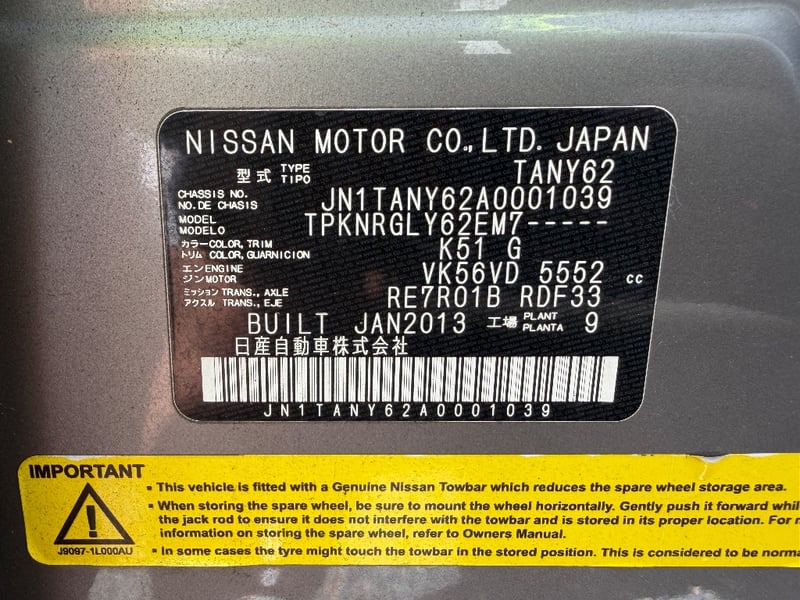 NISSAN MOTOR CO.,LTD. JAPAN
型式 TYPE TIPO TANY62
CHASSIS NO. NO. DE CHASIS JN1TANY62A0001039
MODEL MODELO TPKNRGLY62EM7-----
カラー COLOR, TRIM トリム COLOR, GUARNICION K51 G
エンジン ENGINE MOTOR VK56VD 5552 cc
ミッション TRANS., AXLE アクスル TRANS., EJE RE7R01B RDF33
BUILT JAN2013 工場 PLANT PLANTA 9
日産自動車株式会社
JN1TANY62A0001039
IMPORTANT
▪ This vehicle is fitted with a Genuine Nissan Towbar which reduces the spare wheel storage area.
▪ When storing the spare wheel, be sure to mount the wheel horizontally. Gently push it forward while
the jack rod to ensure it does not interfere with the towbar and is stored in its proper location. For
information on storing the spare wheel, refer to Owners Manual.
▪ In some cases the tyre might touch the towbar in the stored position. This is considered to be
J9097-1L000AU